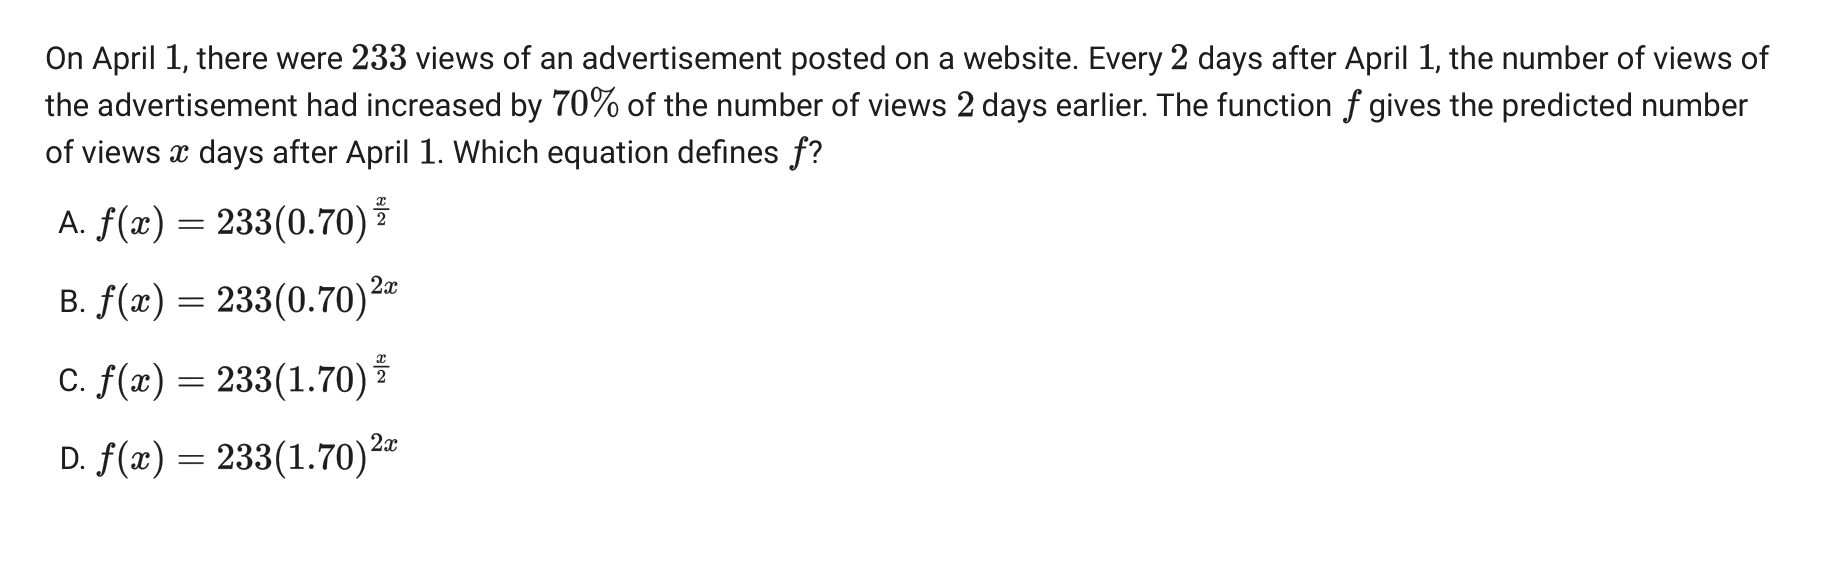 On April 1, there were 233 views of an advertisement posted on a website. Every 2 days after April 1, the number of views of
the advertisement had increased by 70% of the number of views 2 days earlier. The function f gives the predicted number
of views x days after April 1. Which equation defines f?
A. f(x) = 233(0.70)^{\frac{x}{2}}
B. f(x) = 233(0.70)^{2x}
C. f(x) = 233(1.70)^{\frac{x}{2}}
D. f(x) = 233(1.70)^{2x}